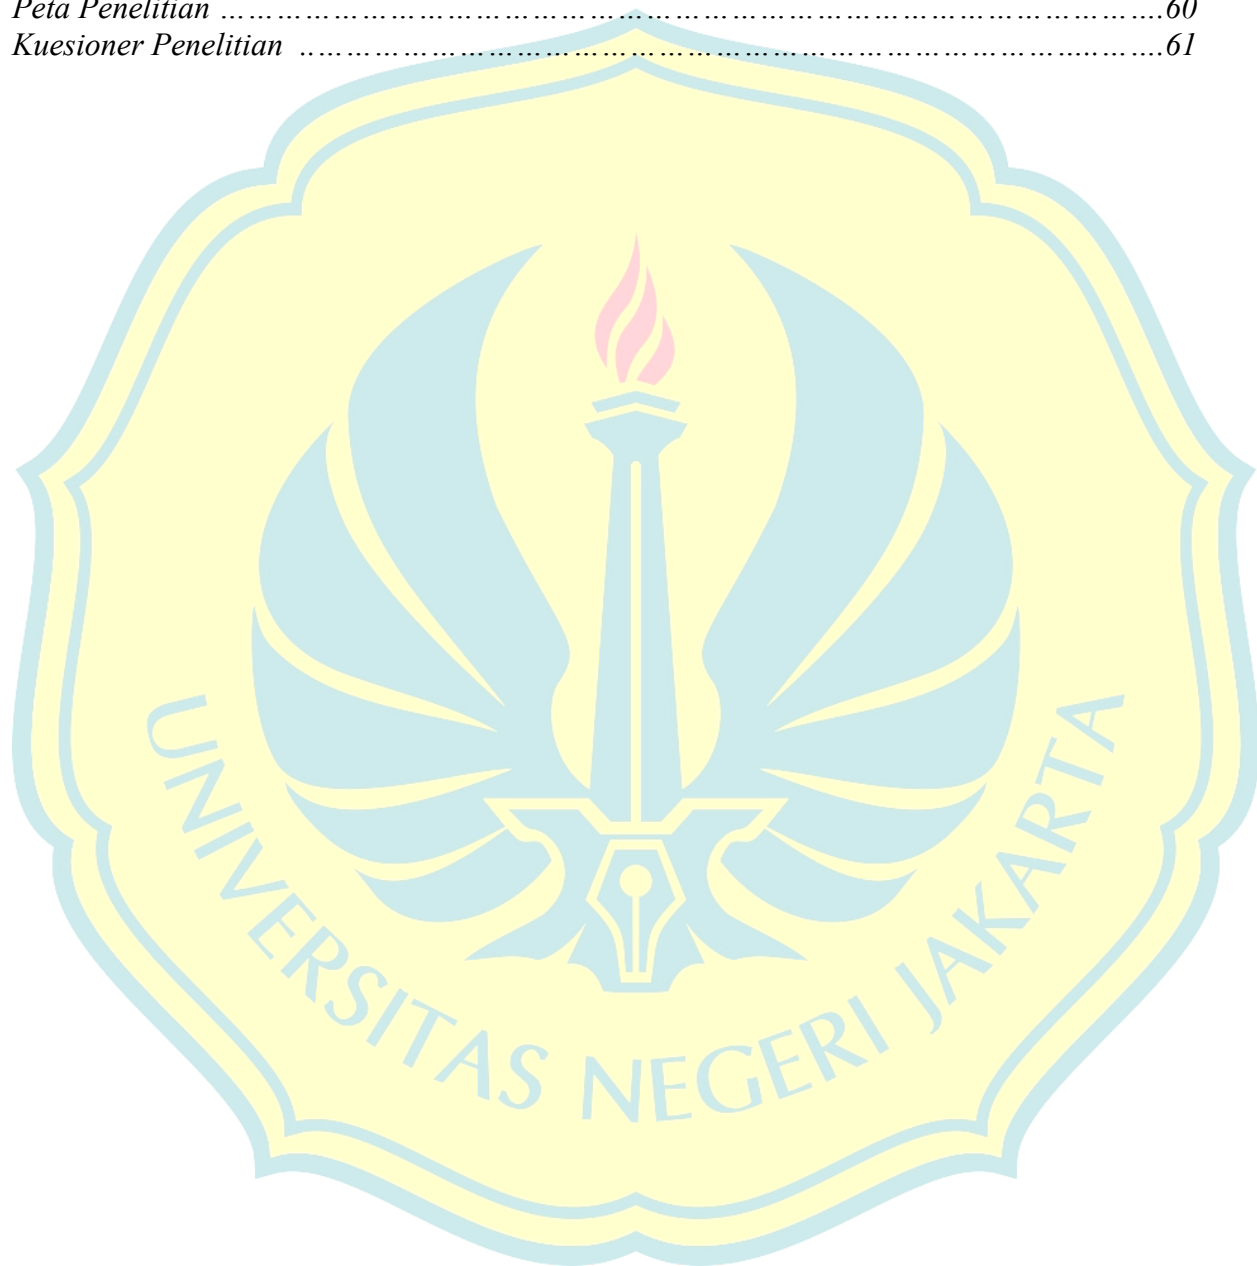 Peta Penelitian ………………………………………………………………………………………….60
Kuesioner Penelitian ..……………………………………………………………………………..…….61
UNIVERSITAS NEGERI JAKARTA